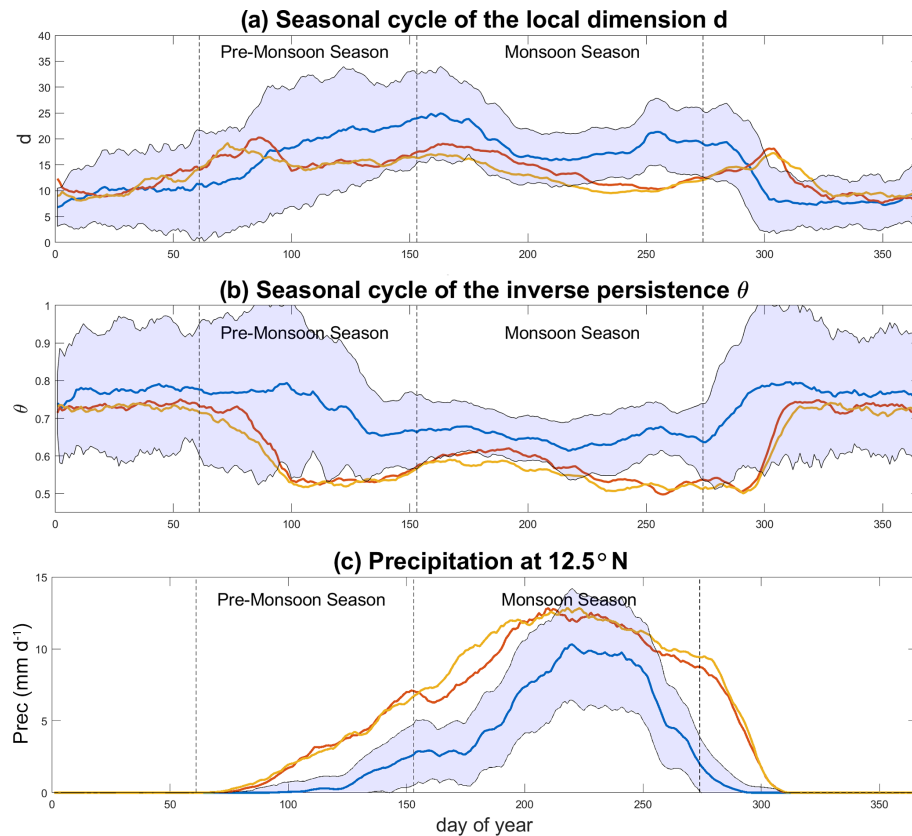 (a) Seasonal cycle of the local dimension d
40
35
30
25
20
15
10
5
0
d
Pre-Monsoon Season
Monsoon Season
0 50 100 150 200 250 300 350
(b) Seasonal cycle of the inverse persistence θ
1
0.9
0.8
0.7
0.6
0.5
θ
Pre-Monsoon Season
Monsoon Season
0 50 100 150 200 250 300 350
(c) Precipitation at 12.5° N
15
10
5
0
Prec (mm d-1)
Pre-Monsoon Season
Monsoon Season
0 50 100 150 200 250 300 350
day of year